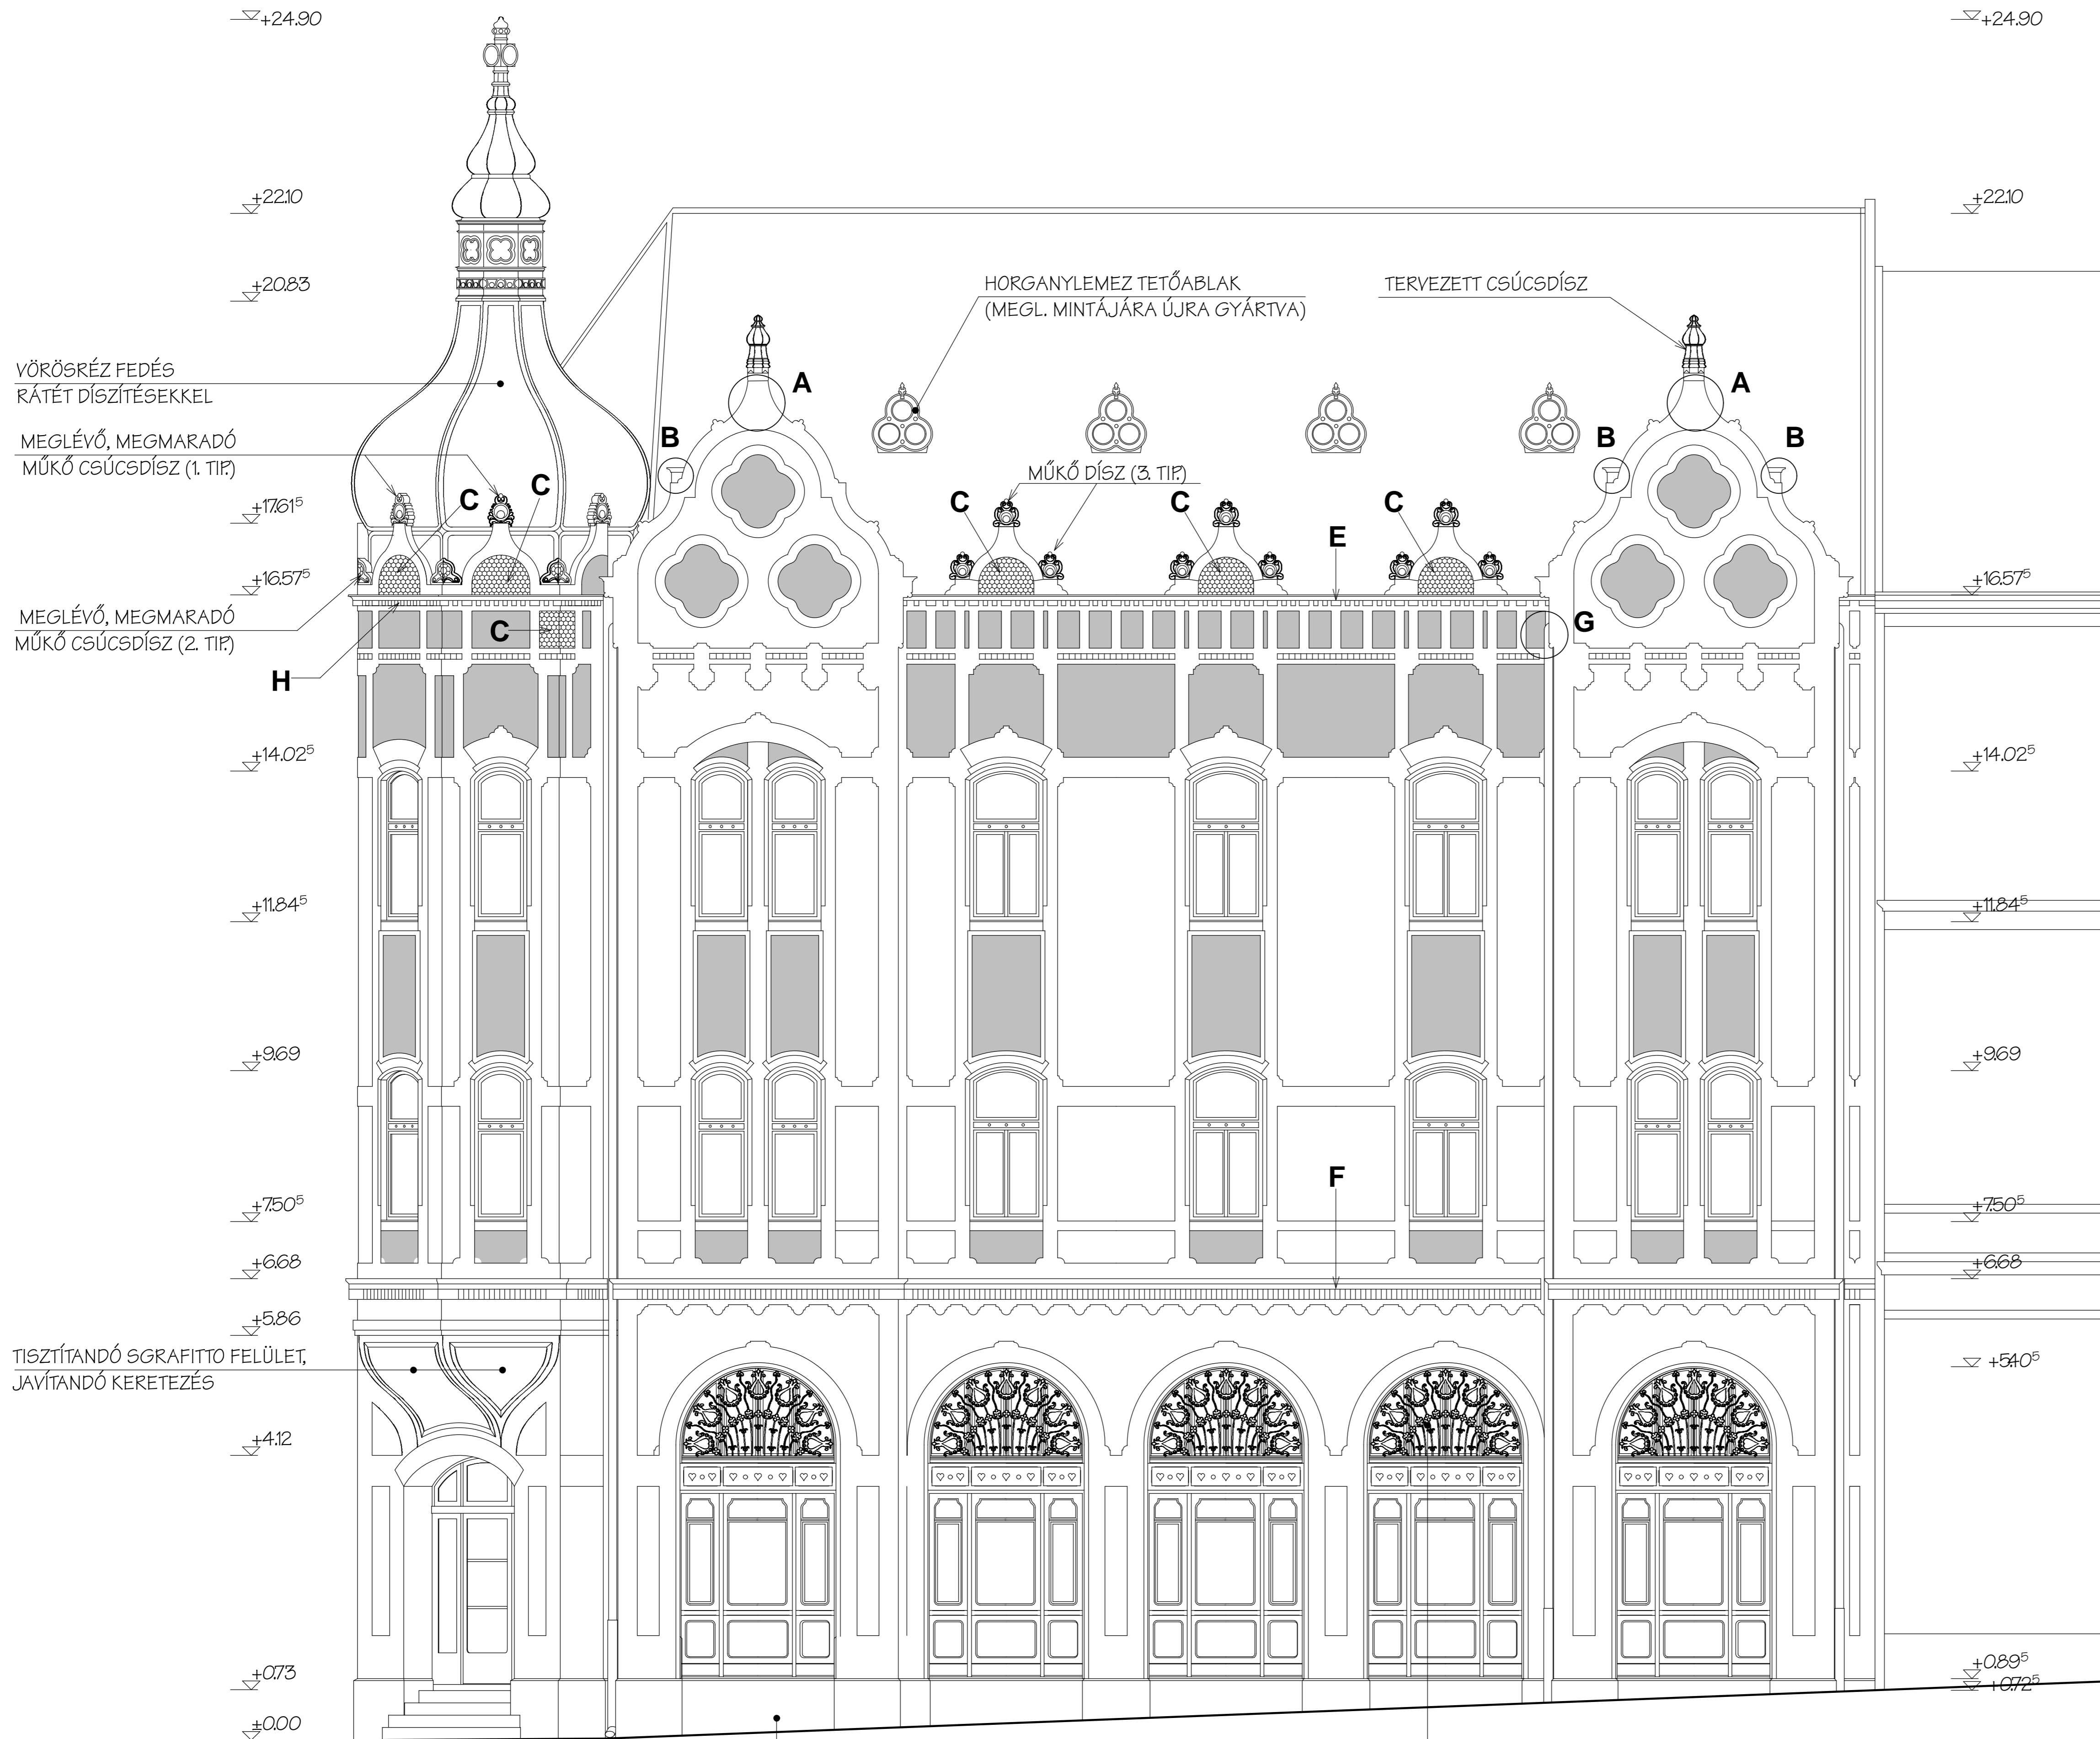 +24.90
+24.90
+22.10
+22.10
+20.83
HORGANYLEMEZ TETŐABLAK
(MEGL. MINTÁJÁRA ÚJRA GYÁRTVA)
TERVEZETT CSÚCSDÍSZ
VÖRÖSRÉZ FEDÉS
RÁTÉT DÍSZÍTÉSEKKEL
A
A
MEGLÉVŐ, MEGMARADÓ
MŰKŐ CSÚCSDÍSZ (1. TIP.)
B
B
B
MŰKŐ DÍSZ (3. TIP.)
C
C
C
C
C
+17.61⁵
E
+16.57⁵
+16.57⁵
MEGLÉVŐ, MEGMARADÓ
MŰKŐ CSÚCSDÍSZ (2. TIP.)
C
G
H
+14.02⁵
+14.02⁵
+11.84⁵
+11.84⁵
+9.69
+9.69
F
+7.50⁵
+7.50⁵
+6.68
+6.68
+5.86
TISZTÍTANDÓ SGRAFITTO FELÜLET,
JAVÍTANDÓ KERETEZÉS
+5.40⁵
+4.12
+0.73
+0.89⁵
+0.72⁵
±0.00